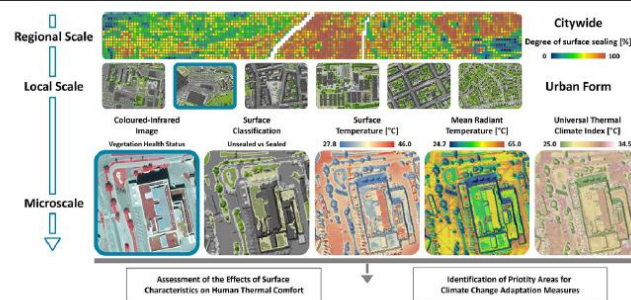 Regional Scale
Citywide
Degree of surface sealing [%]
0 100
Local Scale
Urban Form
Coloured-Infrared
Image
Vegetation Health Status
Surface
Classification
Unsealed vs Sealed
Surface
Temperature [°C]
27.8 46.0
Mean Radiant
Temperature [°C]
24.7 65.0
Universal Thermal
Climate Index [°C]
25.0 34.5
Microscale
Assessment of the Effects of Surface
Characteristics on Human Thermal Comfort
Identification of Priotity Areas for
Climate Change Adaptation Measures